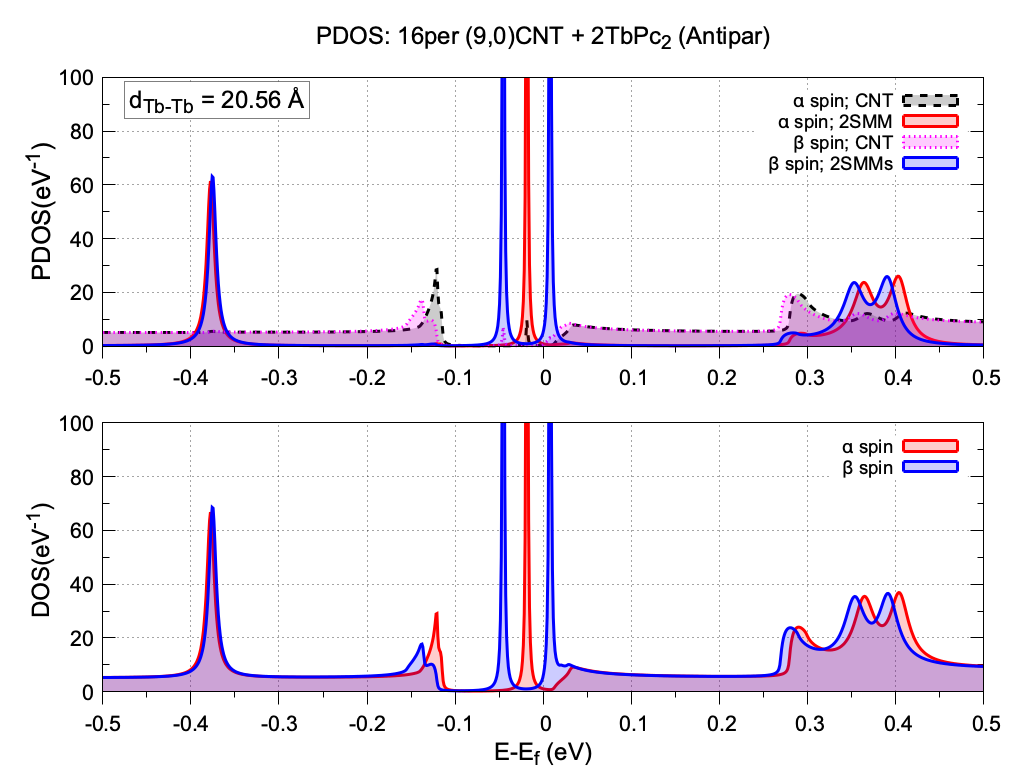 PDOS: 16per (9,0)CNT + 2TbPc2 (Antipar)
100
80
60
40
20
0
PDOS(eV-1)
dTb-Tb = 20.56 Å
α spin; CNT
α spin; 2SMM
β spin; CNT
β spin; 2SMMs
-0.5 -0.4 -0.3 -0.2 -0.1 0 0.1 0.2 0.3 0.4 0.5
100
80
60
40
20
0
DOS(eV-1)
α spin
β spin
-0.5 -0.4 -0.3 -0.2 -0.1 0 0.1 0.2 0.3 0.4 0.5
E-Ef (eV)